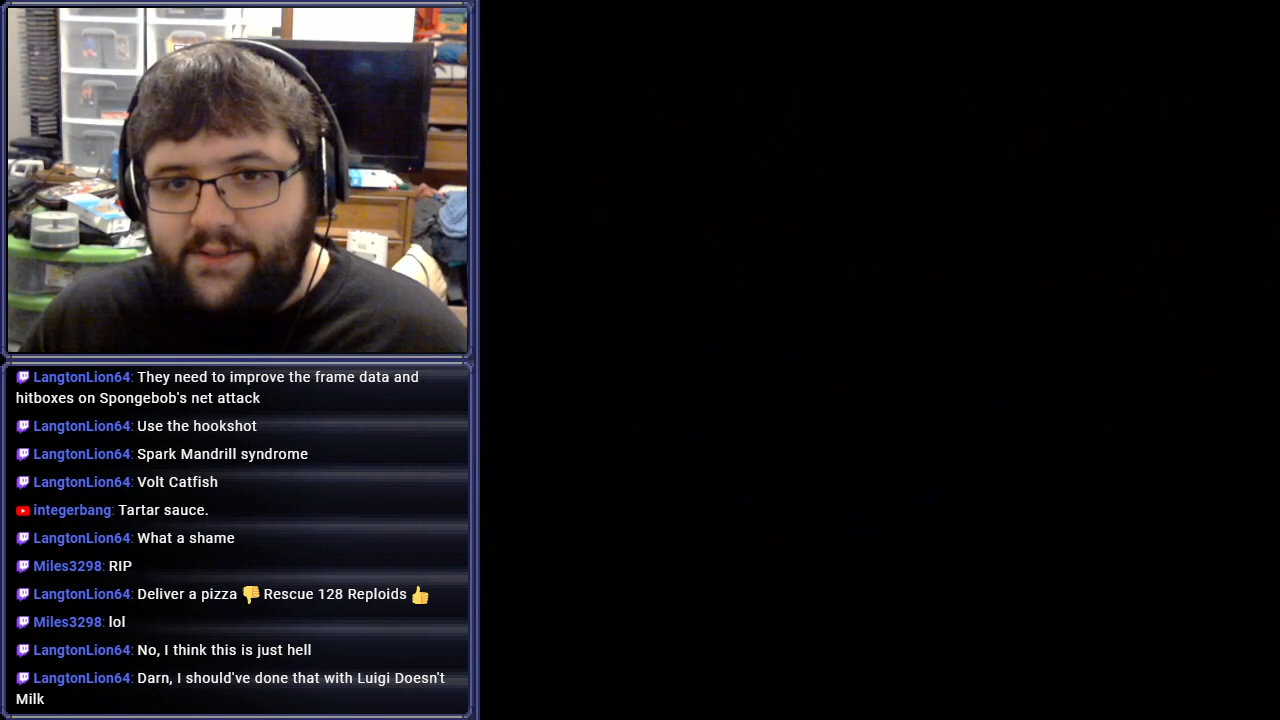 LangtonLion64: They need to improve the frame data and
hitboxes on Spongebob's net attack
LangtonLion64: Use the hookshot
LangtonLion64: Spark Mandrill syndrome
LangtonLion64: Volt Catfish
integerbang: Tartar sauce.
LangtonLion64: What a shame
Miles3298: RIP
LangtonLion64: Deliver a pizza 👎 Rescue 128 Reploids 👍
Miles3298: lol
LangtonLion64: No, I think this is just hell
LangtonLion64: Darn, I should've done that with Luigi Doesn't
Milk